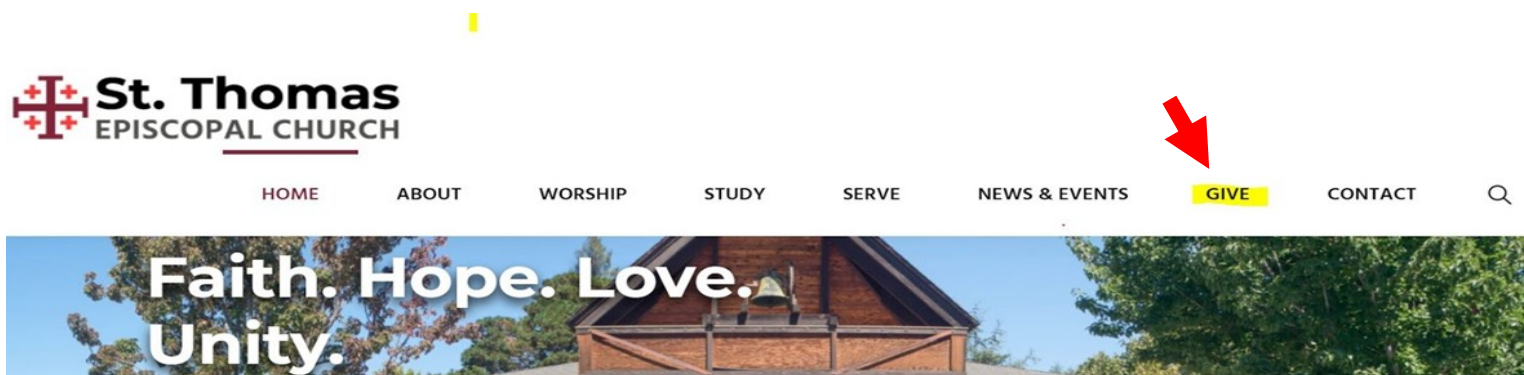 St. Thomas
EPISCOPAL CHURCH
HOME ABOUT WORSHIP STUDY SERVE NEWS & EVENTS GIVE CONTACT
Faith. Hope. Love.
Unity.